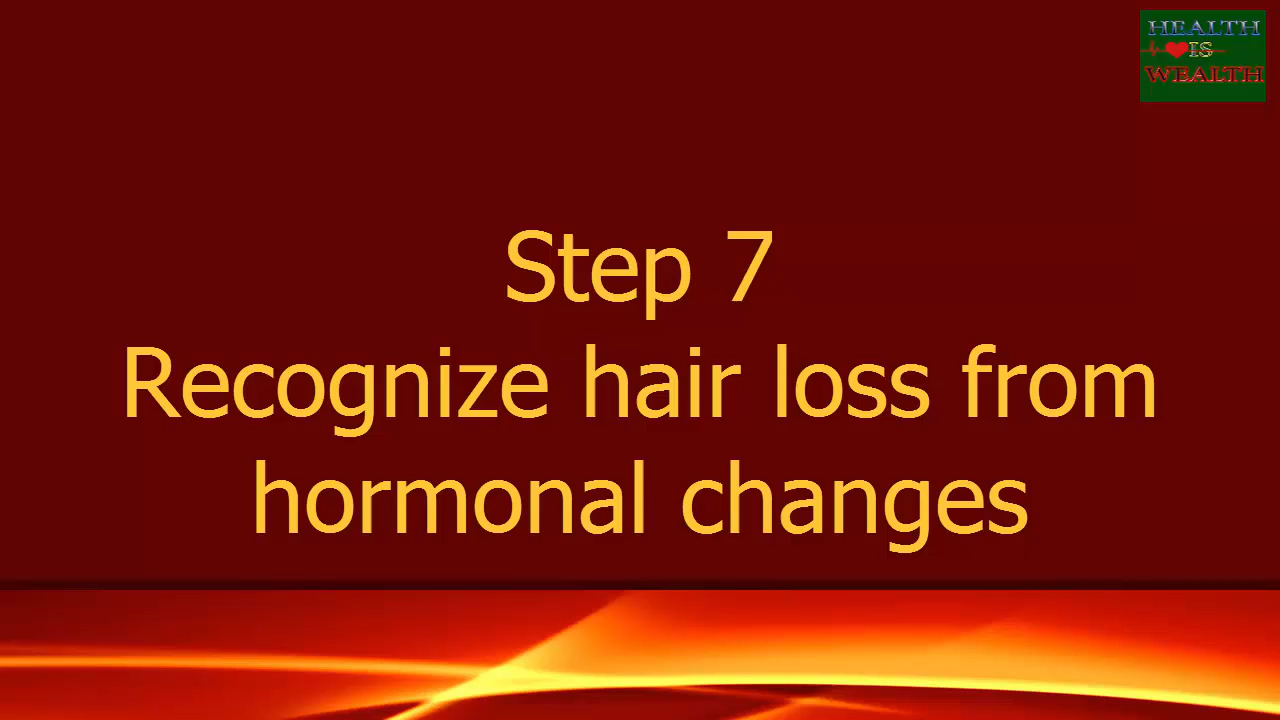 HEALTH
IS
WEALTH
Step 7
Recognize hair loss from
hormonal changes